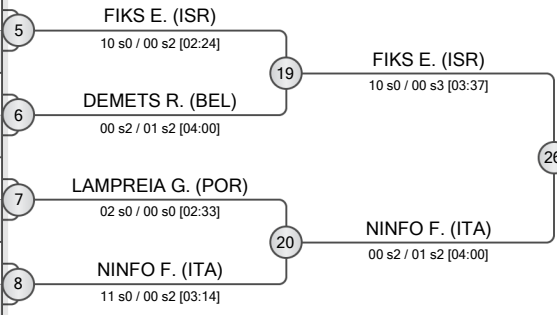 FIKS E. (ISR)
5
10 s0 / 00 s2 [02:24]
19
FIKS E. (ISR)
10 s0 / 00 s3 [03:37]
DEMETS R. (BEL)
6
00 s2 / 01 s2 [04:00]
26
LAMPREIA G. (POR)
7
02 s0 / 00 s0 [02:33]
20
NINFO F. (ITA)
00 s2 / 01 s2 [04:00]
NINFO F. (ITA)
8
11 s0 / 00 s2 [03:14]